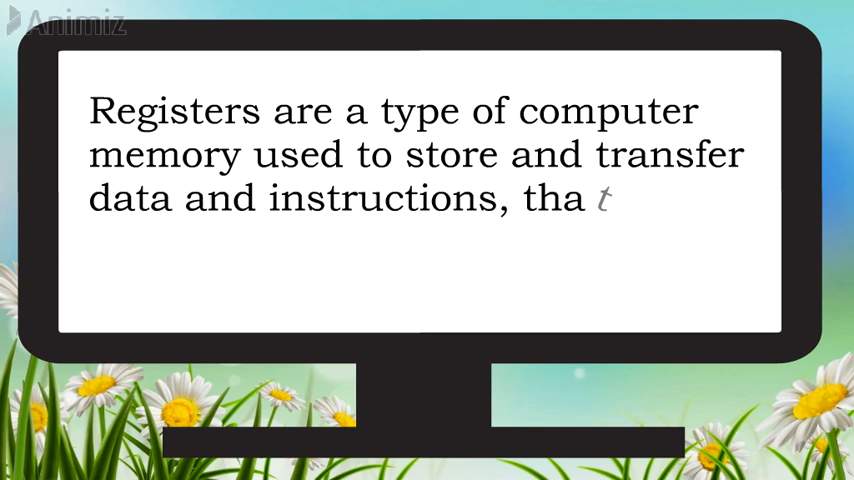 Animiz
Registers are a type of computer
memory used to store and transfer
data and instructions, tha t